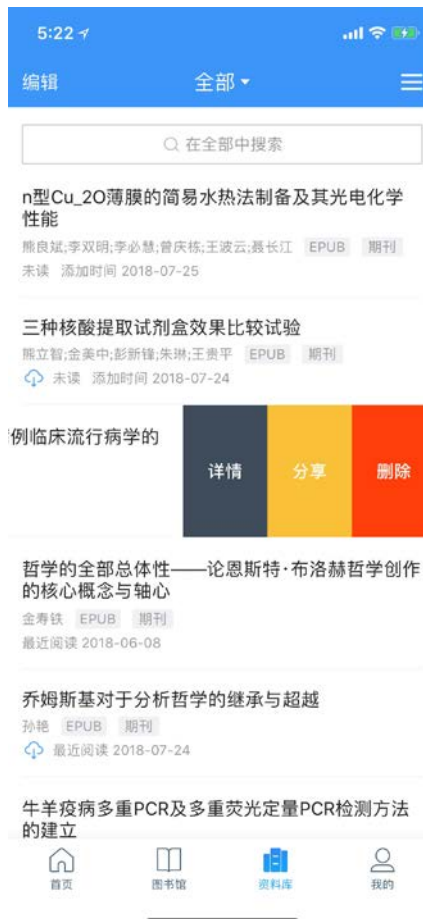 5:22
编辑
全部
在全部中搜索
n型Cu_2O薄膜的简易水热法制备及其光电化学
性能
熊良斌;李双明;李必慧;曾庆栋;王波云;聂长江 EPUB 期刊
未读 添加时间 2018-07-25
三种核酸提取试剂盒效果比较试验
熊立智;金美中;彭新锋;朱琳;王贵平 EPUB 期刊
未读 添加时间 2018-07-24
例临床流行病学的
详情 分享 删除
哲学的全部总体性——论恩斯特·布洛赫哲学创作
的核心概念与轴心
金寿铁 EPUB 期刊
最近阅读 2018-06-08
乔姆斯基对于分析哲学的继承与超越
孙艳 EPUB 期刊
最近阅读 2018-07-24
牛羊疫病多重PCR及多重荧光定量PCR检测方法
的建立
首页 图书馆 资料库 我的